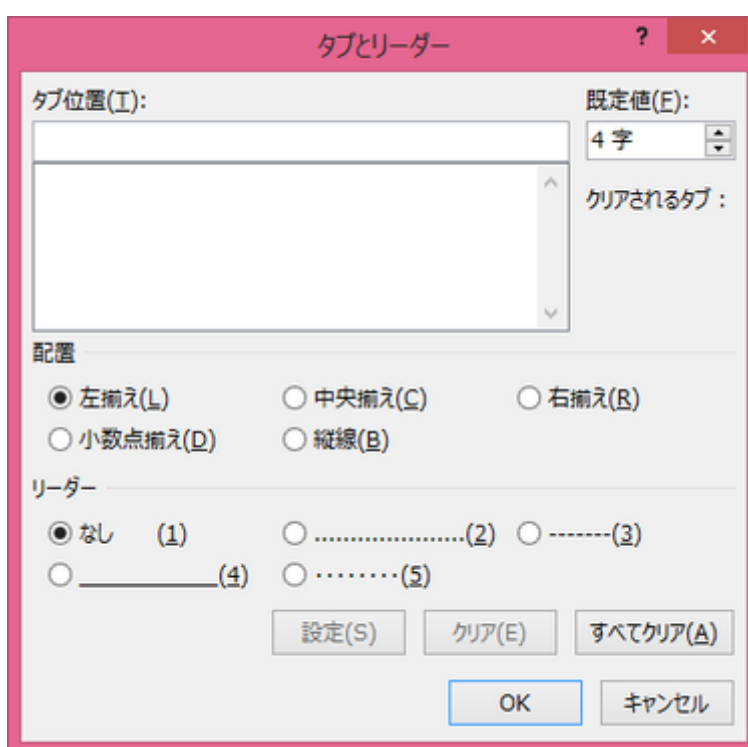 タブとリーダー ? ×
タブ位置(T): 既定値(F):
4 字
クリアされるタブ：
配置
左揃え(L) 中央揃え(C) 右揃え(R)
小数点揃え(D) 縦線(B)
リーダー
なし (1) .....................(2) -------(3)
____________(4) ········(5)
設定(S) クリア(E) すべてクリア(A)
OK キャンセル